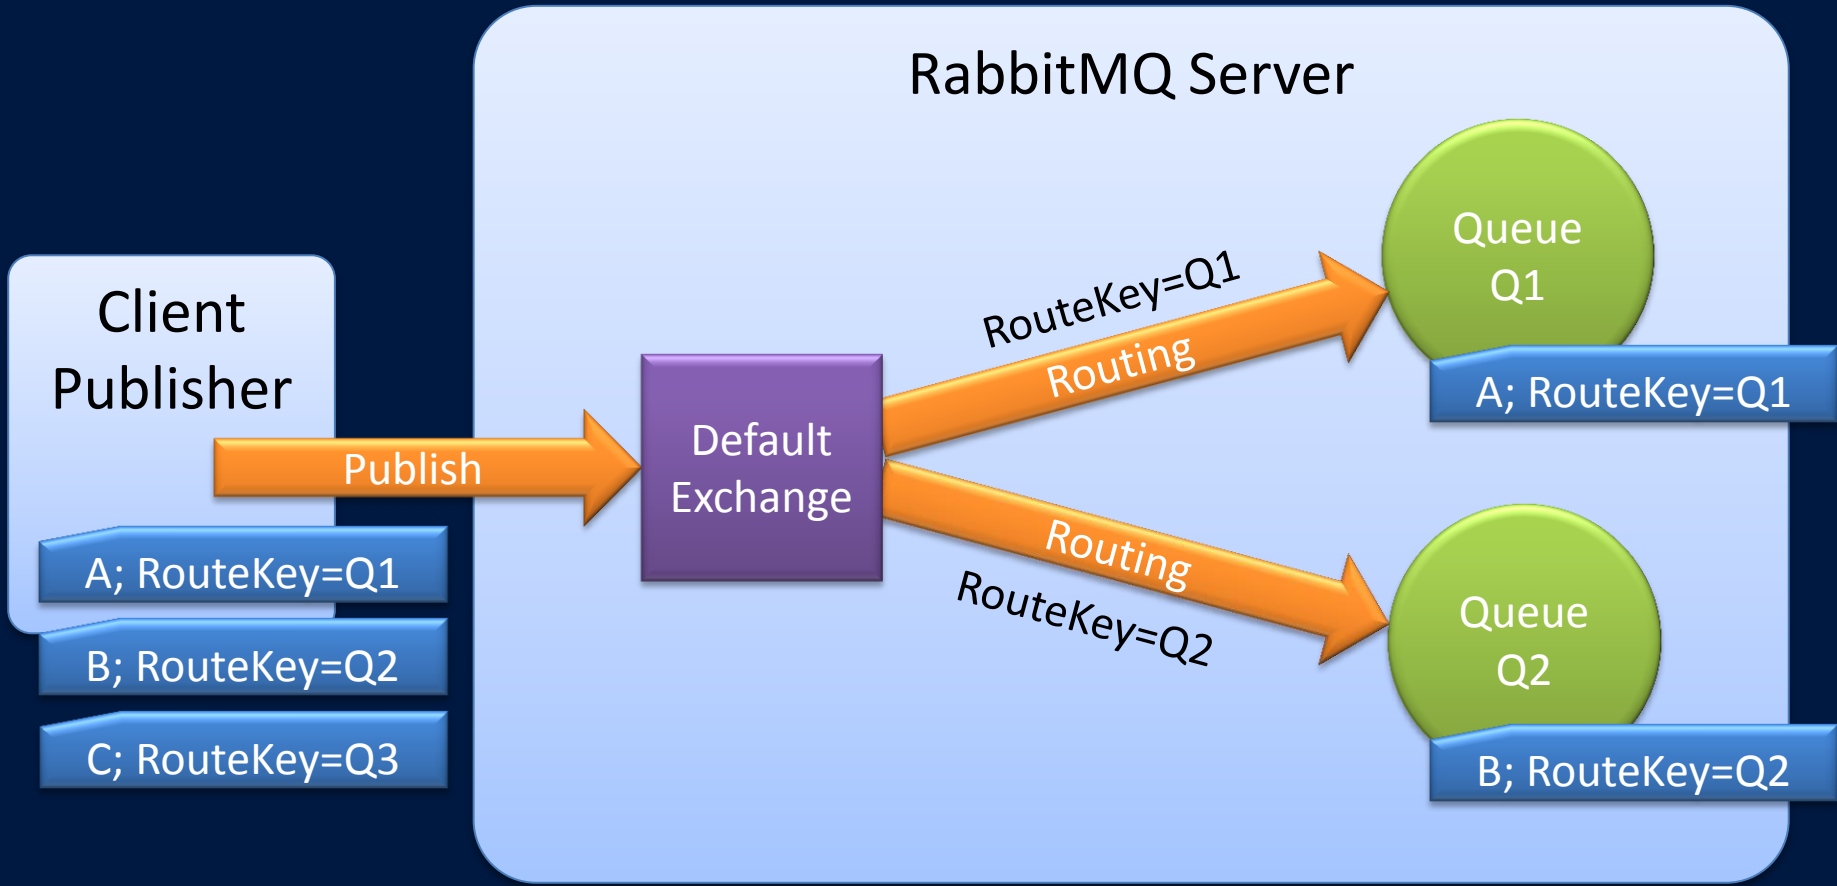 RabbitMQ Server
Client
Publisher
Publish
A; RouteKey=Q1
B; RouteKey=Q2
C; RouteKey=Q3
Default
Exchange
RouteKey=Q1
Routing
Routing
RouteKey=Q2
Queue
Q1
A; RouteKey=Q1
Queue
Q2
B; RouteKey=Q2